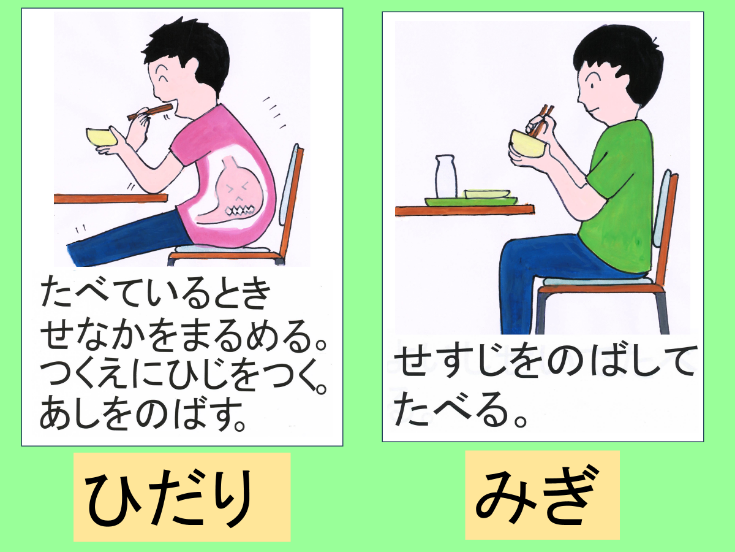 たべているとき
せなかをまるめる。
つくえにひじをつく。
あしをのばす。
ひだり
せすじをのばして
たべる。
みぎ